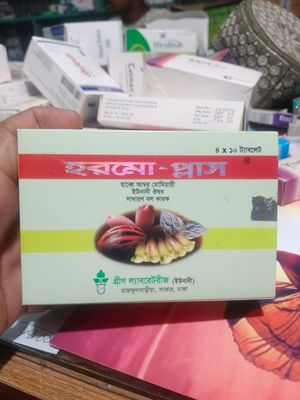 ৪ x ১০ ট্যাবলেট
হরমো-প্লাস®
হাব্বে আম্বর মোমিয়ায়ী
ইউনানী ঔষধ
সাধারণ বল কারক
গ্রীণ ল্যাবরেটরীজ (ইউনানী)
রাজফুলবাড়ীয়া, সাভার, ঢাকা